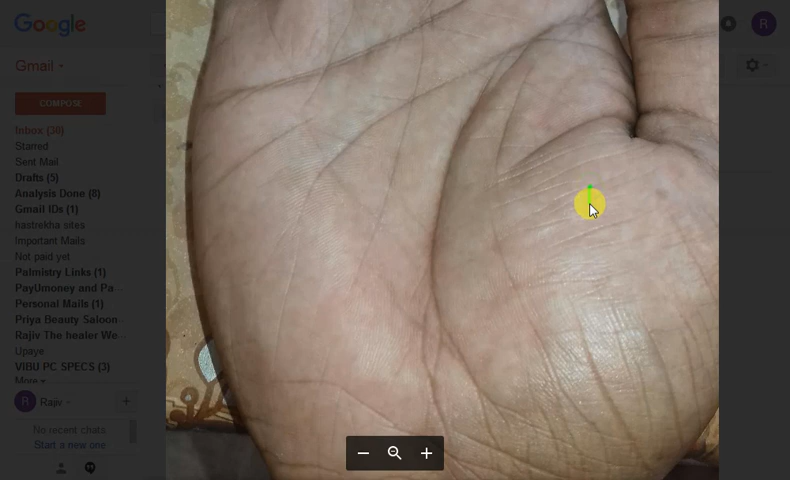 Google
R
Gmail
COMPOSE
Inbox (30)
Starred
Sent Mail
Drafts (5)
Analysis Done (8)
Gmail IDs (1)
hastrekha sites
Important Mails
Not paid yet
Palmistry Links (1)
PayUmoney and Pa
Personal Mails (1)
Priya Beauty Saloon
Rajiv The healer We
Upaye
VIBU PC SPECS (3)
More
R Rajiv
No recent chats
Start a new one